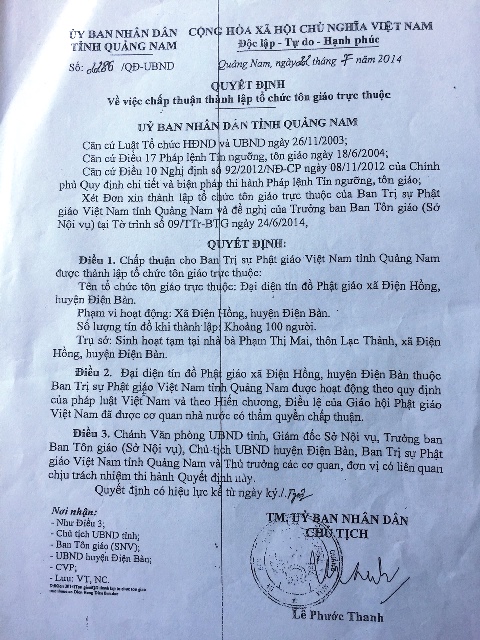 ỦY BAN NHÂN DÂN
TỈNH QUẢNG NAM
CỘNG HÒA XÃ HỘI CHỦ NGHĨA VIỆT NAM
Độc lập - Tự do - Hạnh phúc
Số: 2286 /QĐ-UBND
Quảng Nam, ngày 22 tháng 7 năm 2014
QUYẾT ĐỊNH
Về việc chấp thuận thành lập tổ chức tôn giáo trực thuộc
UỶ BAN NHÂN DÂN TỈNH QUẢNG NAM
Căn cứ Luật Tổ chức HĐND và UBND ngày 26/11/2003;
Căn cứ Điều 17 Pháp lệnh Tín ngưỡng, tôn giáo ngày 18/6/2004;
Căn cứ Điều 10 Nghị định số 92/2012/NĐ-CP ngày 08/11/2012 của Chính
phủ Quy định chi tiết và biện pháp thi hành Pháp lệnh Tín ngưỡng, tôn giáo;
Xét Đơn xin thành lập tổ chức tôn giáo trực thuộc của Ban Trị sự Phật
giáo Việt Nam tỉnh Quảng Nam và đề nghị của Trưởng ban Ban Tôn giáo (Sở
Nội vụ) tại Tờ trình số 09/TTr-BTG ngày 24/6/2014,
QUYẾT ĐỊNH:
Điều 1. Chấp thuận cho Ban Trị sự Phật giáo Việt Nam tỉnh Quảng Nam
được thành lập tổ chức tôn giáo trực thuộc:
Tên tổ chức tôn giáo trực thuộc: Đại diện tín đồ Phật giáo xã Điện Hồng,
huyện Điện Bàn.
Phạm vi hoạt động: Xã Điện Hồng, huyện Điện Bàn.
Số lượng tín đồ khi thành lập: Khoảng 100 người.
Trụ sở: Sinh hoạt tạm tại nhà bà Phạm Thị Mai, thôn Lạc Thành, xã Điện
Hồng, huyện Điện Bàn.
Điều 2. Đại diện tín đồ Phật giáo xã Điện Hồng, huyện Điện Bàn thuộc
Ban Trị sự Phật giáo Việt Nam tỉnh Quảng Nam được hoạt động theo quy định
của pháp luật Việt Nam và theo Hiến chương, Điều lệ của Giáo hội Phật giáo
Việt Nam đã được cơ quan nhà nước có thẩm quyền chấp thuận.
Điều 3. Chánh Văn phòng UBND tỉnh, Giám đốc Sở Nội vụ, Trưởng ban
Ban Tôn giáo (Sở Nội vụ), Chủ tịch UBND huyện Điện Bàn, Ban Trị sự Phật
giáo Việt Nam tỉnh Quảng Nam và Thủ trưởng các cơ quan, đơn vị có liên quan
chịu trách nhiệm thi hành Quyết định này.
Quyết định có hiệu lực kể từ ngày ký./.
Nơi nhận:
- Như Điều 3;
- Chủ tịch UBND tỉnh;
- Ban Tôn giáo (SNV);
- UBND huyện Điện Bàn;
- CVP;
- Lưu: VT, NC.
TM. UỶ BAN NHÂN DÂN
CHỦ TỊCH
Lê Phước Thanh